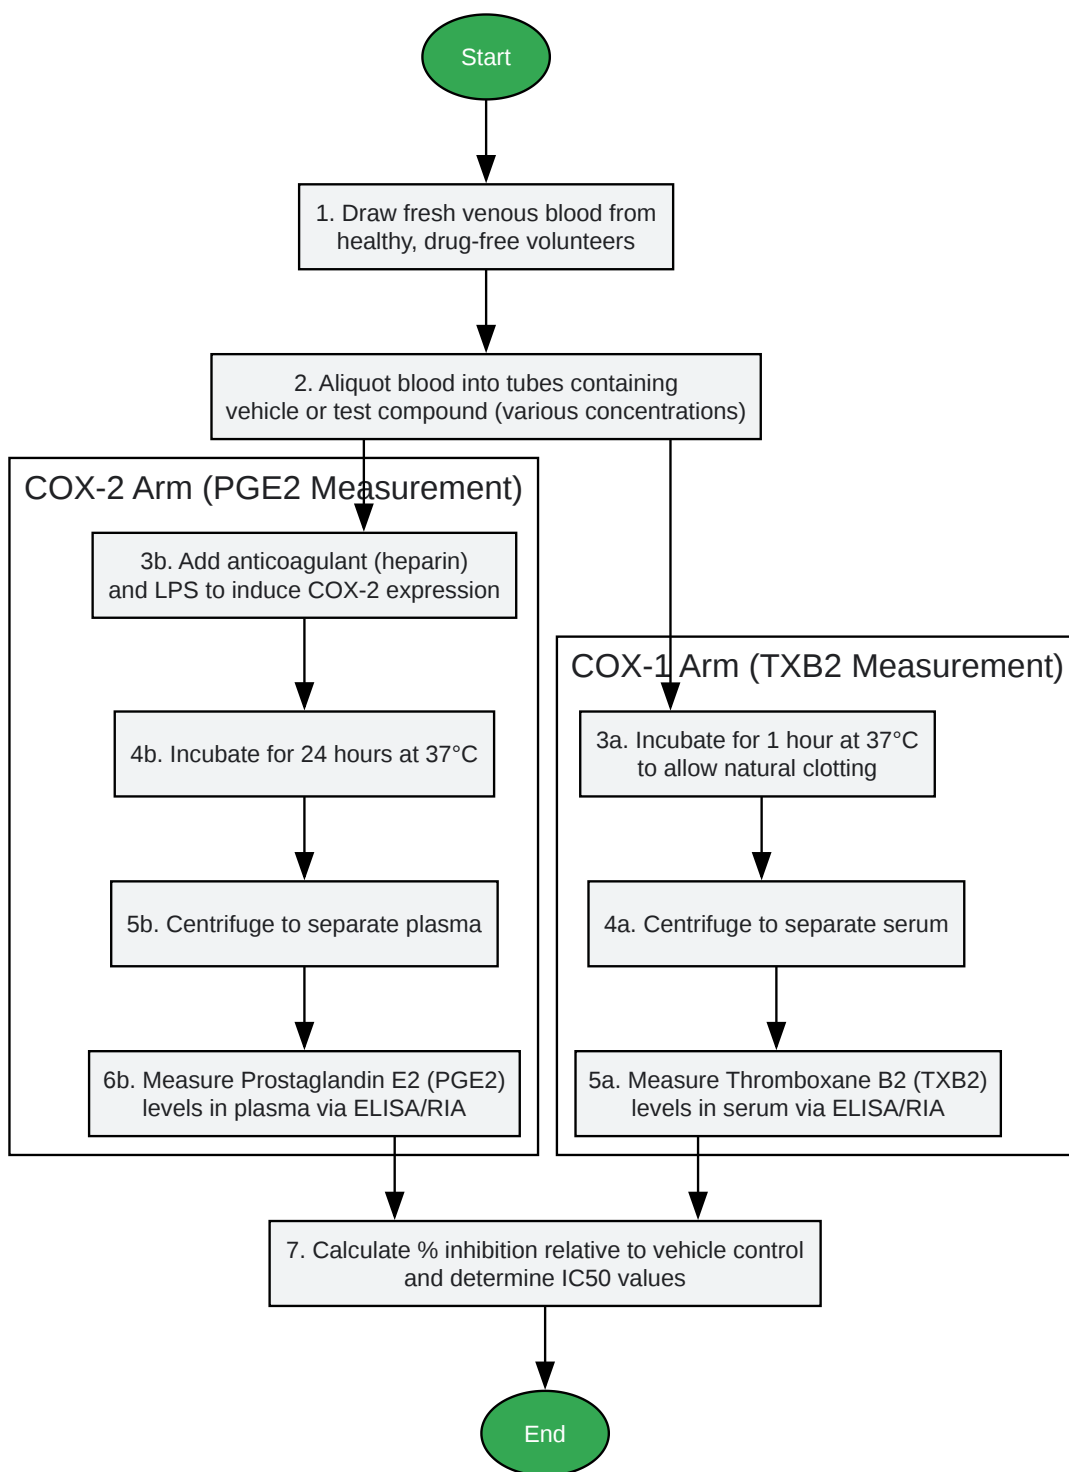 Start
1. Draw fresh venous blood from
healthy, drug-free volunteers
2. Aliquot blood into tubes containing
vehicle or test compound (various concentrations)
COX-2 Arm (PGE2 Measurement)
3b. Add anticoagulant (heparin)
and LPS to induce COX-2 expression
4b. Incubate for 24 hours at 37°C
5b. Centrifuge to separate plasma
6b. Measure Prostaglandin E2 (PGE2)
levels in plasma via ELISA/RIA
COX-1 Arm (TXB2 Measurement)
3a. Incubate for 1 hour at 37°C
to allow natural clotting
4a. Centrifuge to separate serum
5a. Measure Thromboxane B2 (TXB2)
levels in serum via ELISA/RIA
7. Calculate % inhibition relative to vehicle control
and determine IC50 values
End